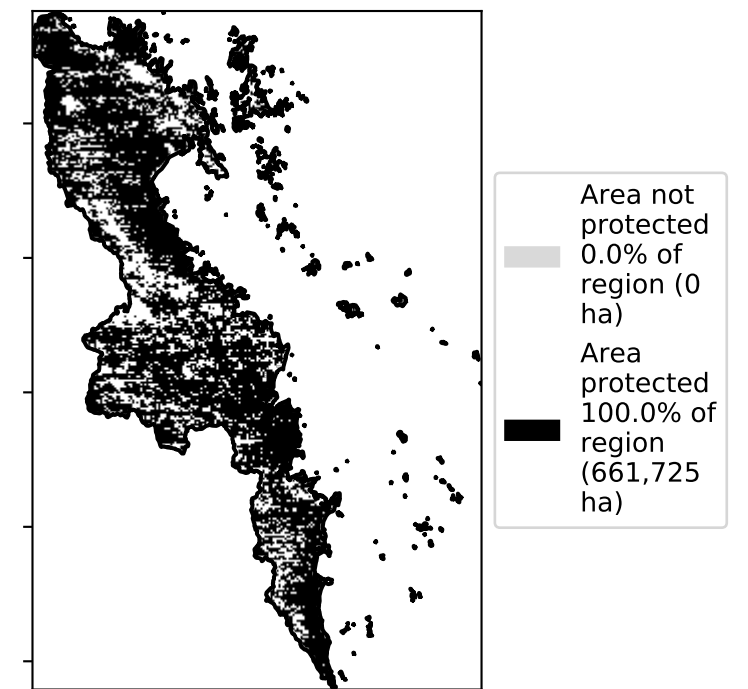 Area not
protected
0.0% of
region (0
ha)
Area
protected
100.0% of
region
(661,725
ha)